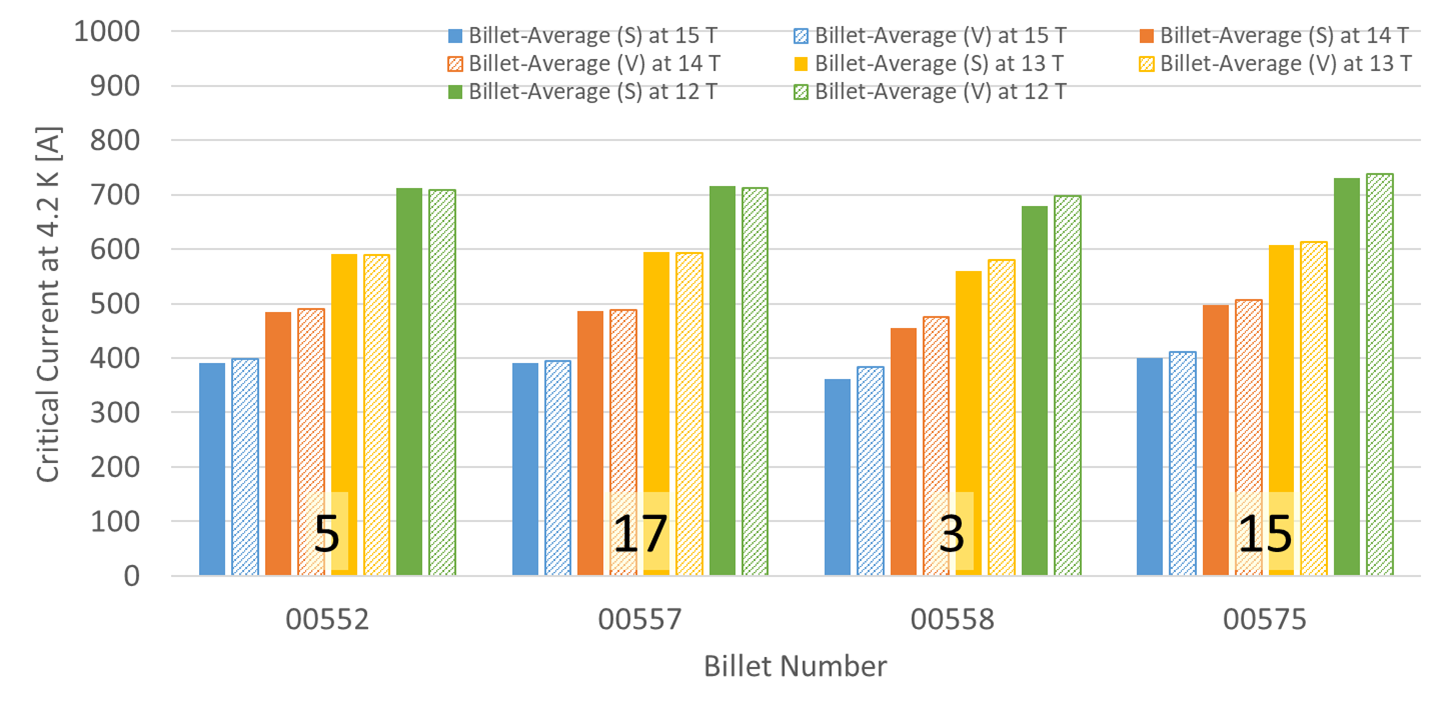 1000
900
800
700
600
500
400
300
200
100
0
Critical Current at 4.2 K [A]
Billet-Average (S) at 15 T Billet-Average (V) at 15 T Billet-Average (S) at 14 T
Billet-Average (V) at 14 T Billet-Average (S) at 13 T Billet-Average (V) at 13 T
Billet-Average (S) at 12 T Billet-Average (V) at 12 T
5 17 3 15
00552 00557 00558 00575
Billet Number